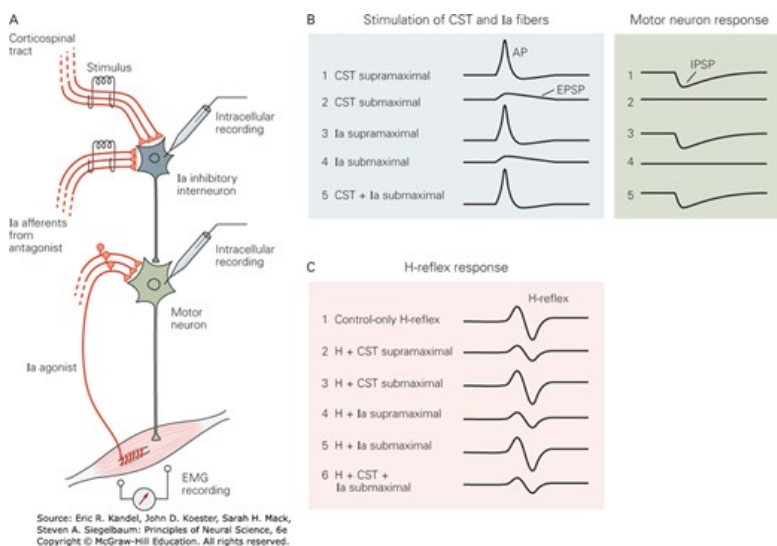 A
Corticospinal
tract
Stimulus
Intracellular
recording
Ia inhibitory
interneuron
Ia afferents
from
antagonist
Intracellular
recording
Motor
neuron
Ia agonist
EMG
recording
Source: Eric R. Kandel, John D. Koester, Sarah H. Mack,
Steven A. Siegelbaum: Principles of Neural Science, 6e
Copyright © McGraw-Hill Education. All rights reserved.
B
Stimulation of CST and Ia fibers
AP
1 CST supramaximal
EPSP
2 CST submaximal
3 Ia supramaximal
4 Ia submaximal
5 CST + Ia submaximal
Motor neuron response
IPSP
1
2
3
4
5
C
H-reflex response
H-reflex
1 Control-only H-reflex
2 H + CST supramaximal
3 H + CST submaximal
4 H + Ia supramaximal
5 H + Ia submaximal
6 H + CST +
Ia submaximal